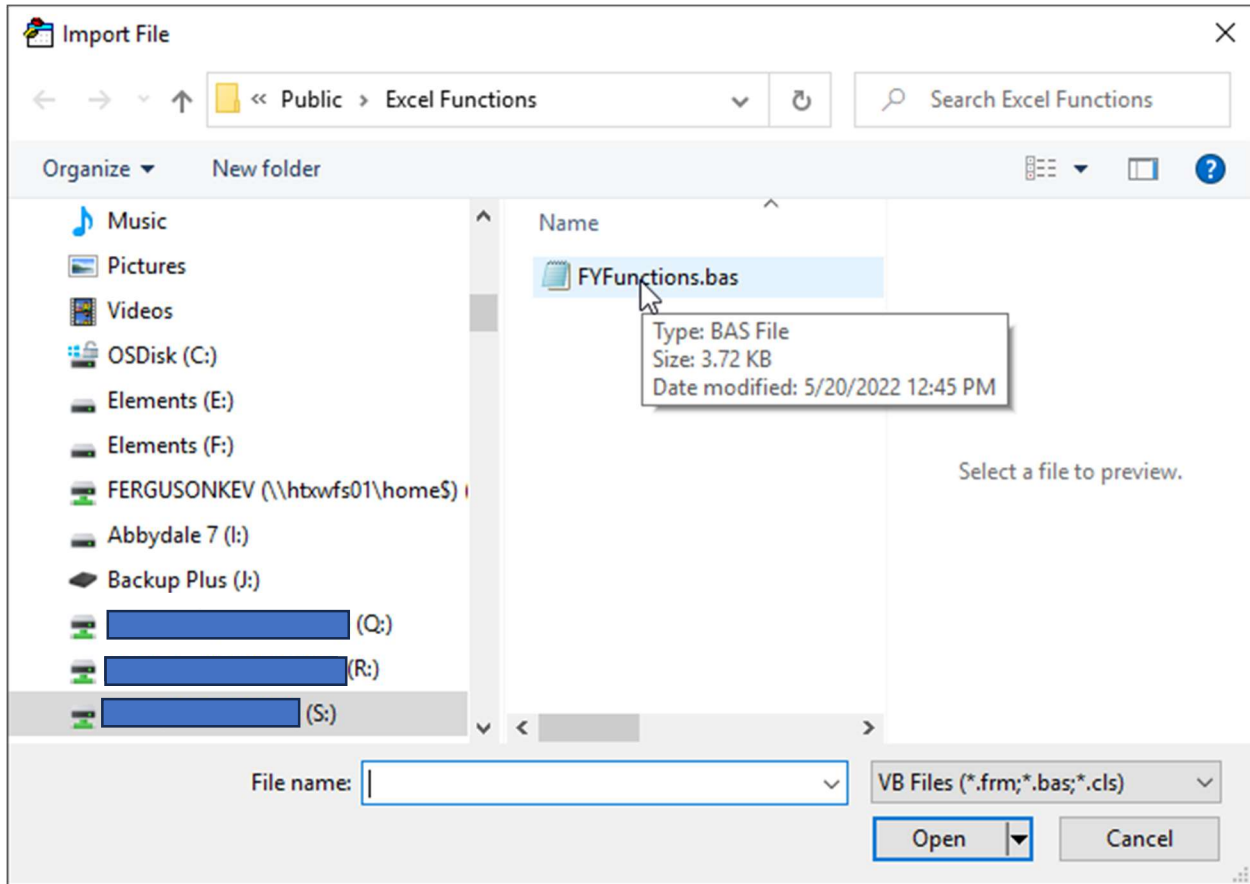 Import File
« Public › Excel Functions
Search Excel Functions
Organize
New folder
Music
Pictures
Videos
OSDisk (C:)
Elements (E:)
Elements (F:)
FERGUSONKEV (\\htxwfs01\home$) (
Abbydale 7 (I:)
Backup Plus (J:)
(Q:)
(R:)
(S:)
Name
FYFunctions.bas
Type: BAS File
Size: 3.72 KB
Date modified: 5/20/2022 12:45 PM
Select a file to preview.
File name:
VB Files (*.frm;*.bas;*.cls)
Open
Cancel